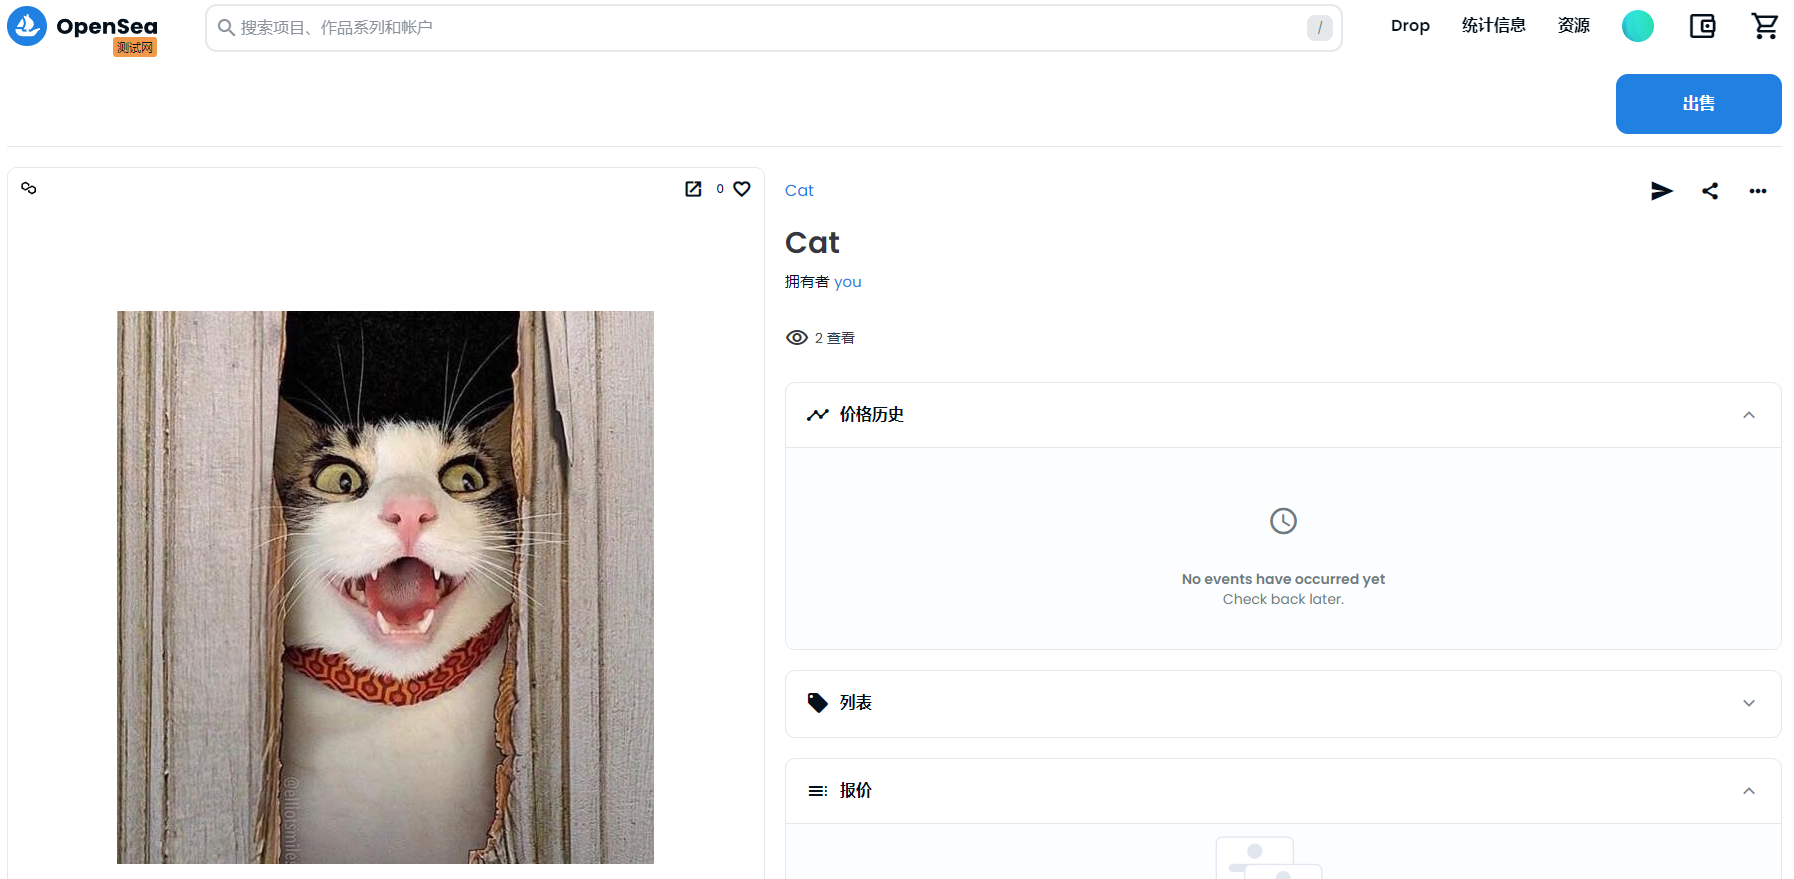 OpenSea
测试网
搜索项目、作品系列和帐户
/
Drop
统计信息
资源
出售
0
Cat
Cat
拥有者 you
2 查看
价格历史
No events have occurred yet
Check back later.
列表
报价